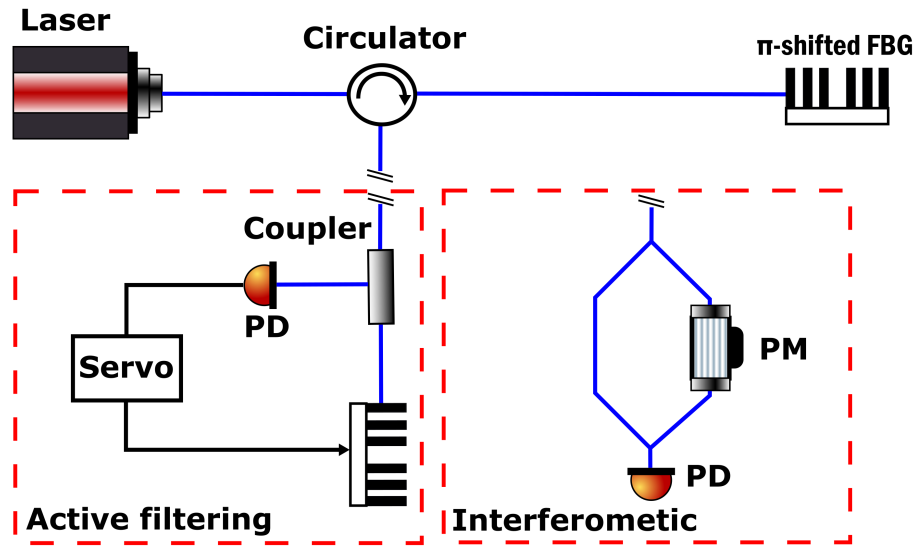 Laser
Circulator
π-shifted FBG
Coupler
PD
Servo
PM
PD
Active filtering
Interferometic